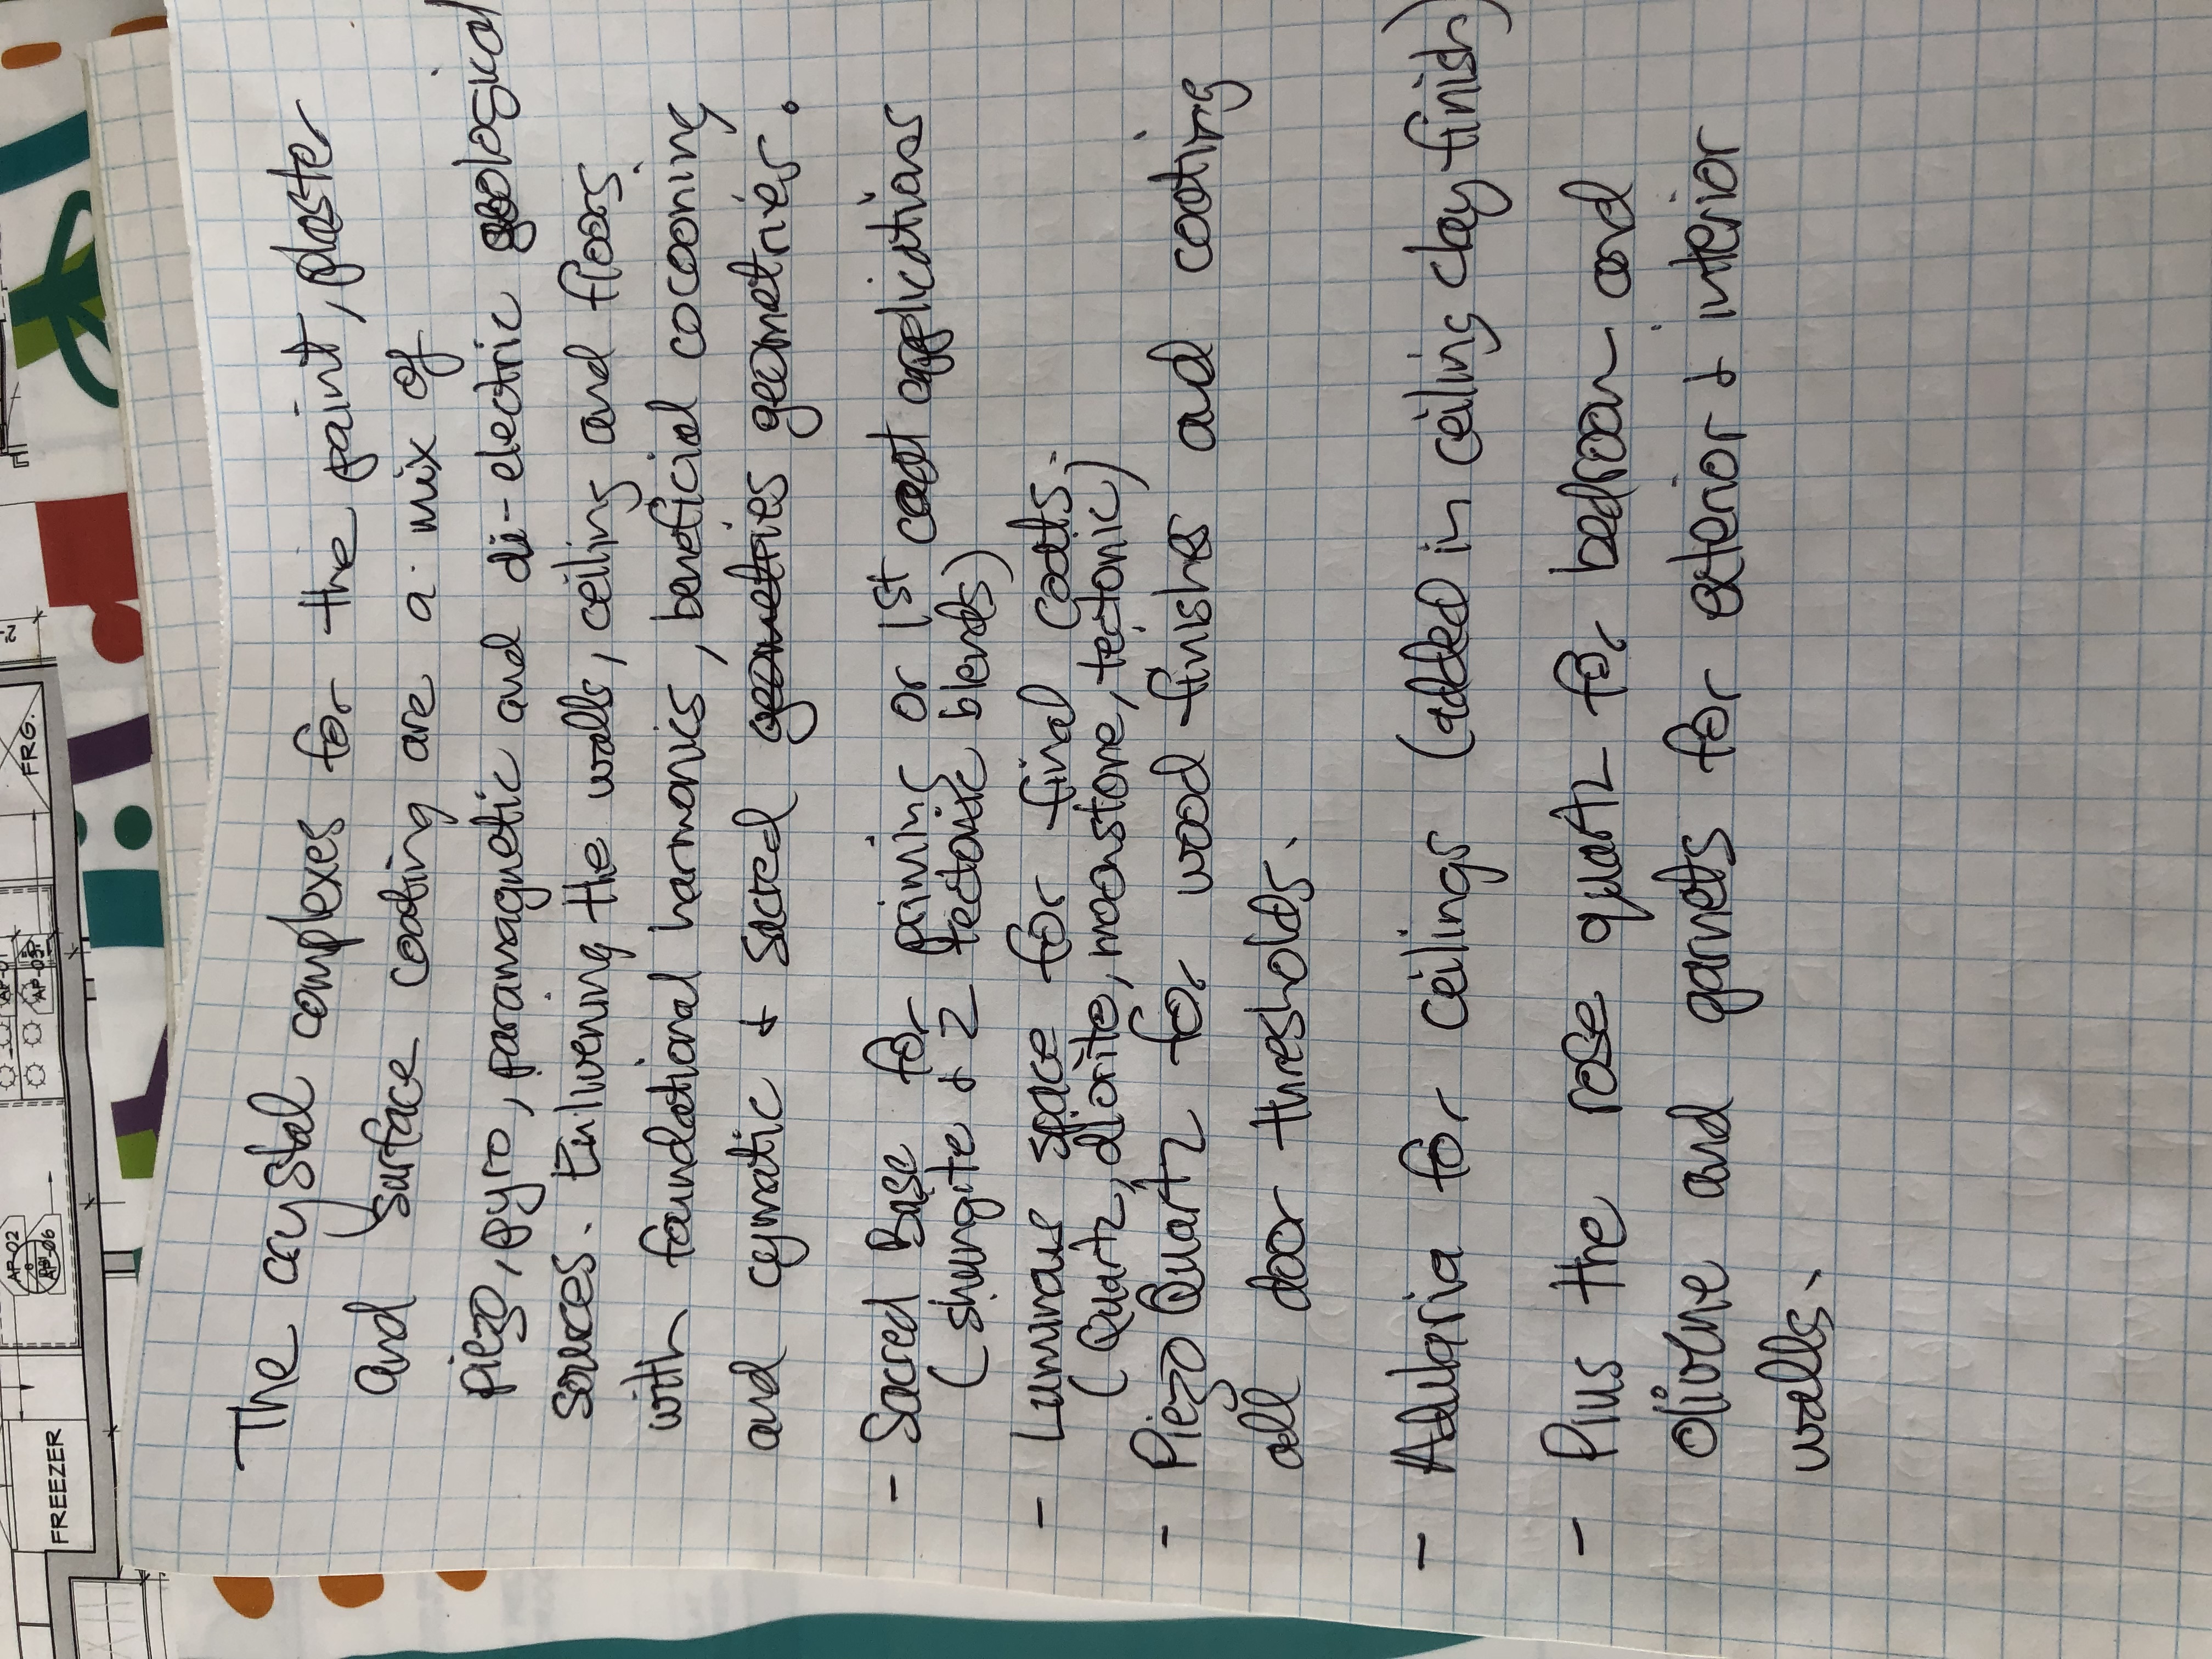 AP-02
AP-06
FREEZER
AP-03
FRG.
The crystal complexes for the paint, plaster
and surface coating are a mix of
piezo, pyro, paramagnetic and di-electric geological
sources. Enlivening the walls, ceiling and floors
with foundational harmonics, beneficial cocooning
and cymatic & sacred geometries geometries.
- Sacred Base for priming or 1st coat applications
(shungite & 2 tectonic blends)
- Luminous space for final coats.
(Quartz, diorite, moonstone, tectonic)
- Piezo Quartz for wood finishes and coating
all door thresholds.
- Adularia for ceilings (added in ceiling clay finish)
- Plus the rose quartz for bedroom and
olivine and garnets for exterior & interior
walls.